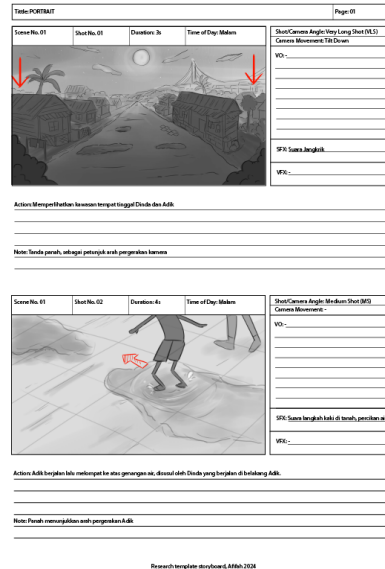 Tittle: PORTRAIT
Page: 01
Scene No. 01
Shot No. 01
Duration: 3s
Time of Day: Malam
Shot/Camera Angle: Very Long Shot (VLS)
Camera Movement: Tilt Down
VO: -
SFX: Suara Jangkrik
VFX: -
Action: Memperlihatkan kawasan tempat tinggal Dinda dan Adik
Note: Tanda panah, sebagai petunjuk arah pergerakan kamera
Scene No. 01
Shot No. 02
Duration: 4s
Time of Day: Malam
Shot/Camera Angle: Medium Shot (MS)
Camera Movement: -
VO: -
SFX: Suara langkah kaki di tanah, percikan ai
VFX: -
Action: Adik berjalan lalu melompat ke atas genangan air, disusul oleh Dinda yang berjalan di belakang Adik.
Note: Panah menunjukkan arah pergerakan Adik
Research template storyboard, Afifah 2024